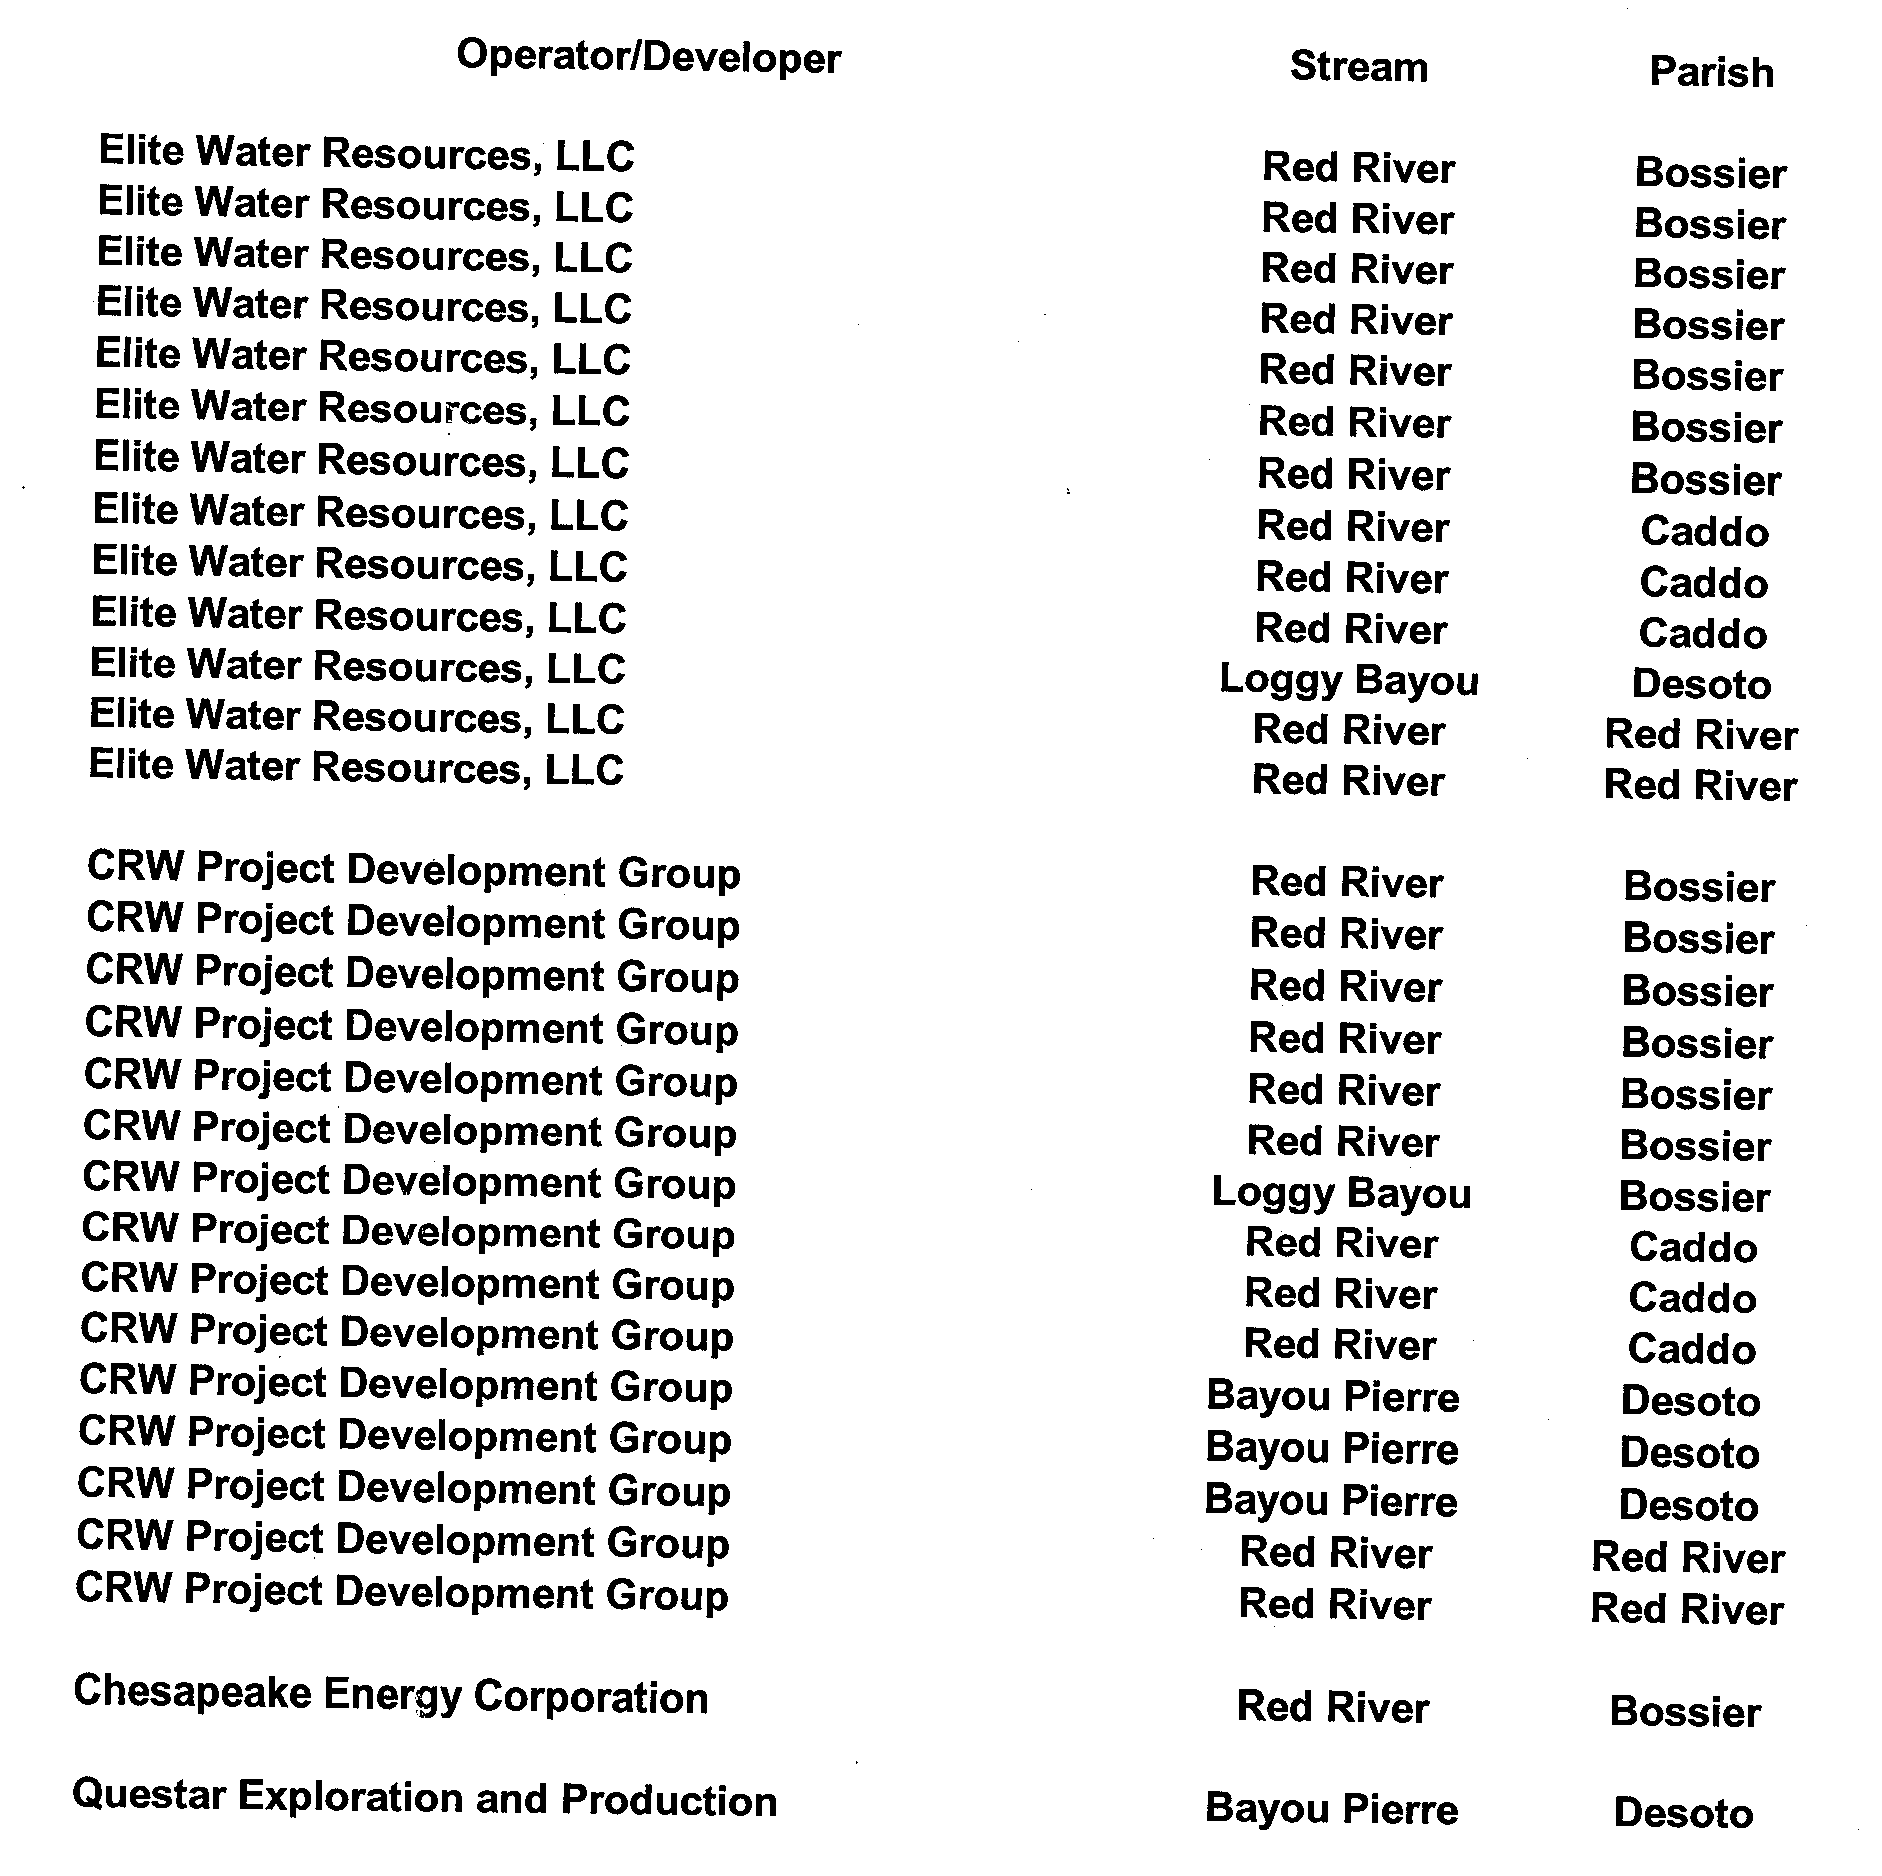 Operator/Developer Stream Parish
Elite Water Resources, LLC Red River Bossier
Elite Water Resources, LLC Red River Bossier
Elite Water Resources, LLC Red River Bossier
Elite Water Resources, LLC Red River Bossier
Elite Water Resources, LLC Red River Bossier
Elite Water Resources, LLC Red River Bossier
Elite Water Resources, LLC Red River Bossier
Elite Water Resources, LLC Red River Caddo
Elite Water Resources, LLC Red River Caddo
Elite Water Resources, LLC Red River Caddo
Elite Water Resources, LLC Loggy Bayou Desoto
Elite Water Resources, LLC Red River Red River
Elite Water Resources, LLC Red River Red River
CRW Project Development Group Red River Bossier
CRW Project Development Group Red River Bossier
CRW Project Development Group Red River Bossier
CRW Project Development Group Red River Bossier
CRW Project Development Group Red River Bossier
CRW Project Development Group Red River Bossier
CRW Project Development Group Loggy Bayou Bossier
CRW Project Development Group Red River Caddo
CRW Project Development Group Red River Caddo
CRW Project Development Group Red River Caddo
CRW Project Development Group Bayou Pierre Desoto
CRW Project Development Group Bayou Pierre Desoto
CRW Project Development Group Bayou Pierre Desoto
CRW Project Development Group Red River Red River
CRW Project Development Group Red River Red River
Chesapeake Energy Corporation Red River Bossier
Questar Exploration and Production Bayou Pierre Desoto